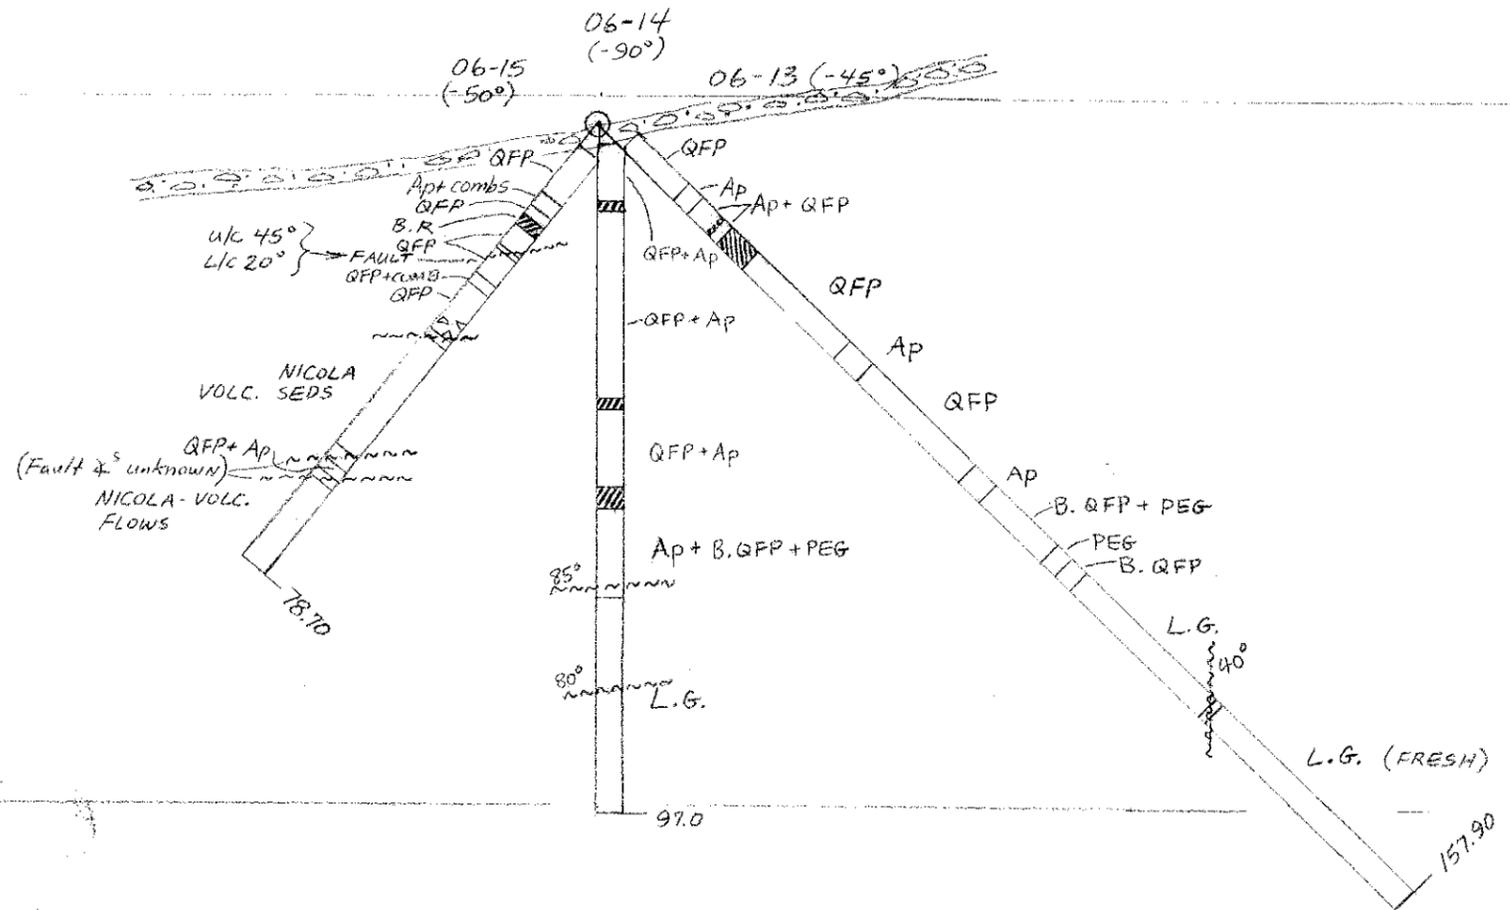 06-14
(-90°)
06-15
(-50°)
06-13 (-45°)
QFP
Ap+combs
QFP
B.R
QFP
u/c 45°
L/c 20°
FAULT
QFP+COMB
QFP
NICOLA
VOLC. SEDS
QFP+Ap
(Fault ∡s unknown)
NICOLA-VOLC.
FLOWS
78.70
QFP+Ap
QFP+Ap
QFP+Ap
Ap+B.QFP+PEG
85°
80°
L.G.
97.0
QFP
Ap
Ap+QFP
QFP
Ap
QFP
Ap
B.QFP+PEG
PEG
B.QFP
L.G.
40°
L.G. (FRESH)
157.90